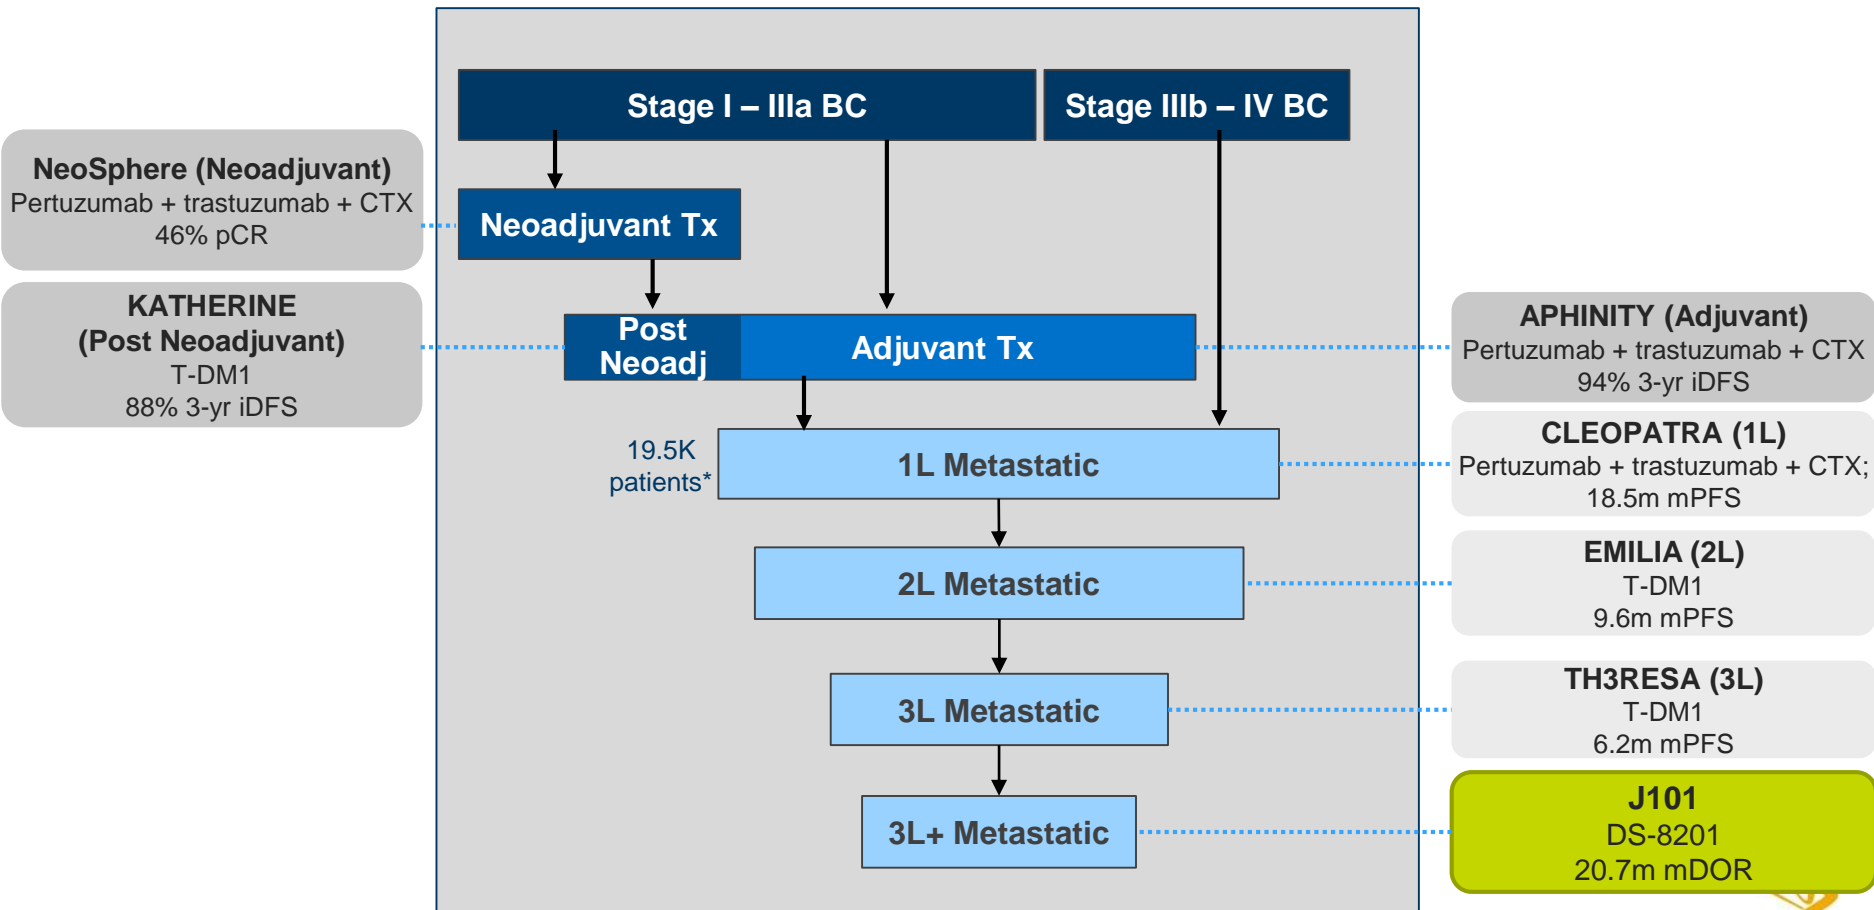 Stage I – IIIa BC
Stage IIIb – IV BC
NeoSphere (Neoadjuvant)
Pertuzumab + trastuzumab + CTX
46% pCR
Neoadjuvant Tx
KATHERINE
(Post Neoadjuvant)
T-DM1
88% 3-yr iDFS
Post
Neoadj
Adjuvant Tx
APHINITY (Adjuvant)
Pertuzumab + trastuzumab + CTX
94% 3-yr iDFS
19.5K
patients*
1L Metastatic
CLEOPATRA (1L)
Pertuzumab + trastuzumab + CTX;
18.5m mPFS
2L Metastatic
EMILIA (2L)
T-DM1
9.6m mPFS
3L Metastatic
TH3RESA (3L)
T-DM1
6.2m mPFS
3L+ Metastatic
J101
DS-8201
20.7m mDOR